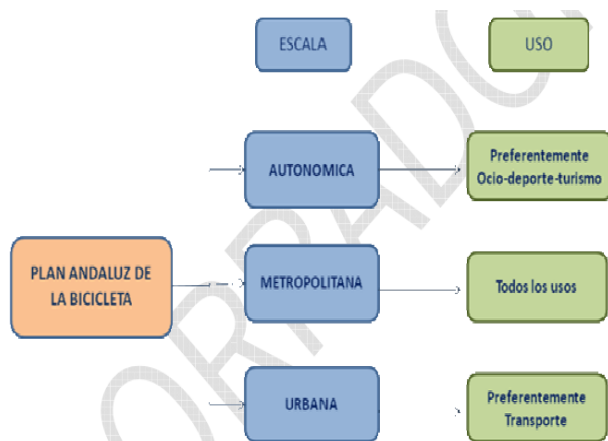 ESCALA
USO
AUTONOMICA
Preferentemente
Ocio-deporte-turismo
PLAN ANDALUZ DE
LA BICICLETA
METROPOLITANA
Todos los usos
URBANA
Preferentemente
Transporte